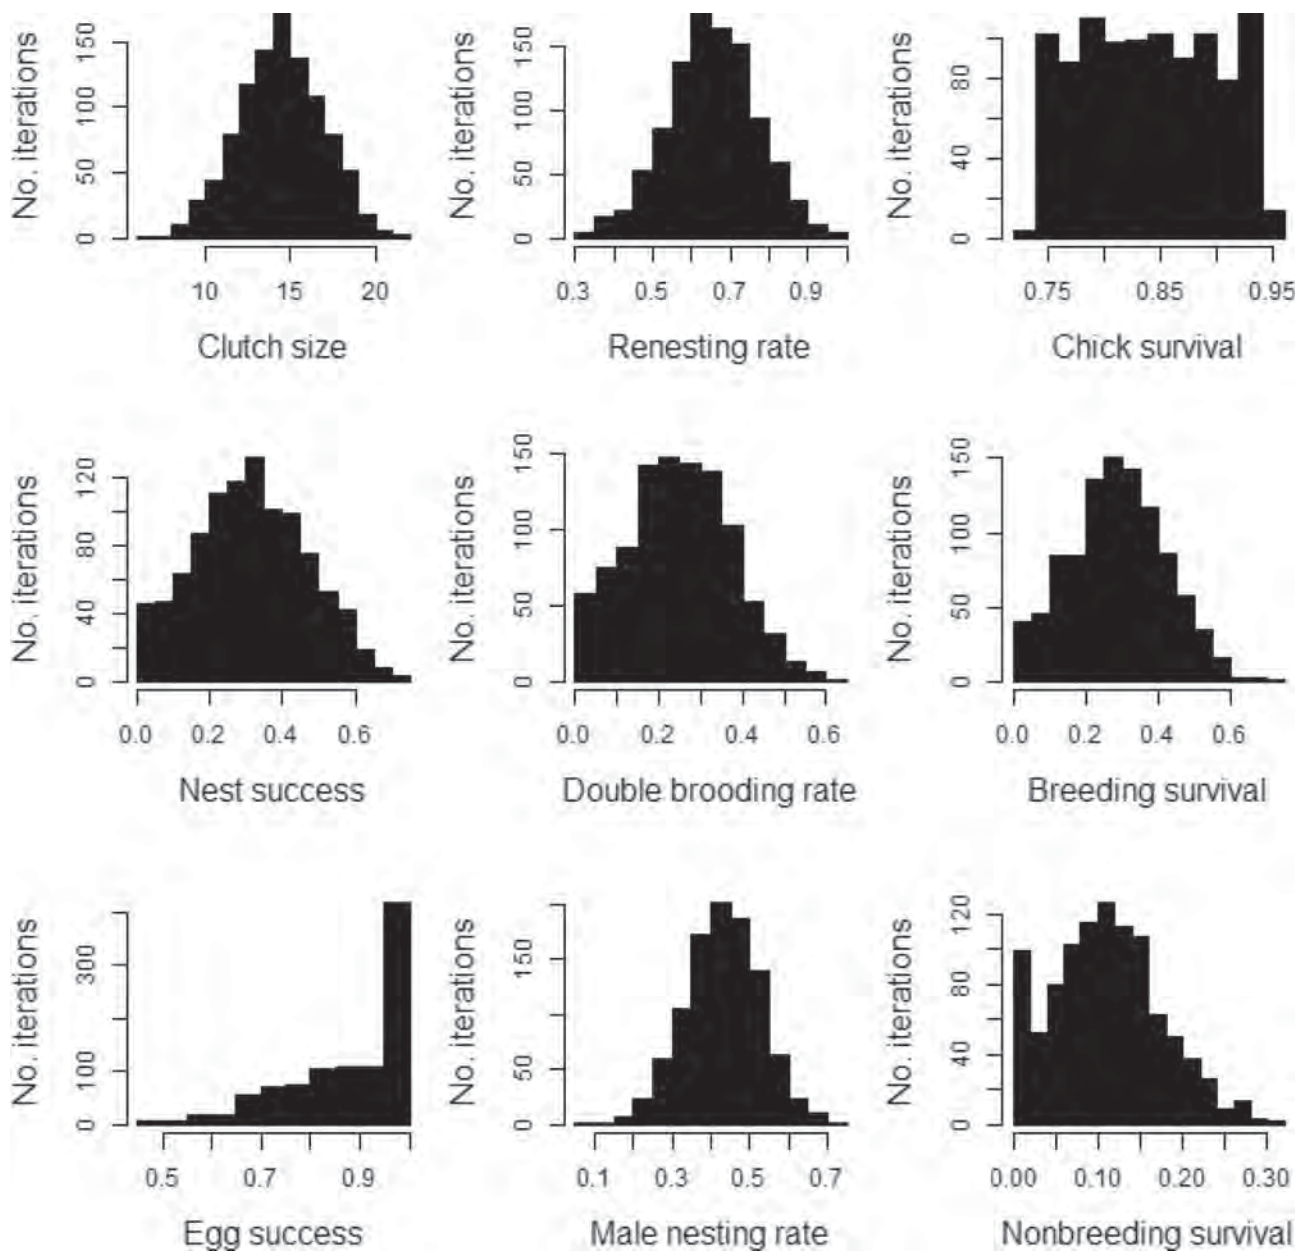 No. iterations
0 50 100 150
10 15 20
Clutch size
No. iterations
0 50 100 150
0.3 0.5 0.7 0.9
Renesting rate
No. iterations
0 40 80
0.75 0.85 0.95
Chick survival
No. iterations
0 40 80 120
0.0 0.2 0.4 0.6
Nest success
No. iterations
0 50 100 150
0.0 0.2 0.4 0.6
Double brooding rate
No. iterations
0 50 100 150
0.0 0.2 0.4 0.6
Breeding survival
No. iterations
0 100 300
0.5 0.7 0.9
Egg success
No. iterations
0 50 150
0.1 0.3 0.5 0.7
Male nesting rate
No. iterations
0 40 80 120
0.00 0.10 0.20 0.30
Nonbreeding survival